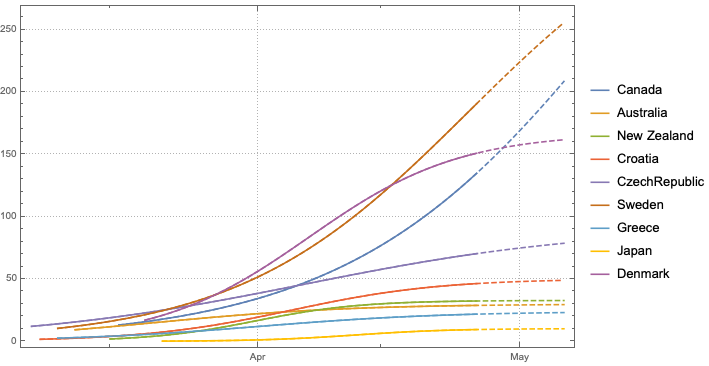 250
200
150
100
50
0
Apr
May
Canada
Australia
New Zealand
Croatia
CzechRepublic
Sweden
Greece
Japan
Denmark